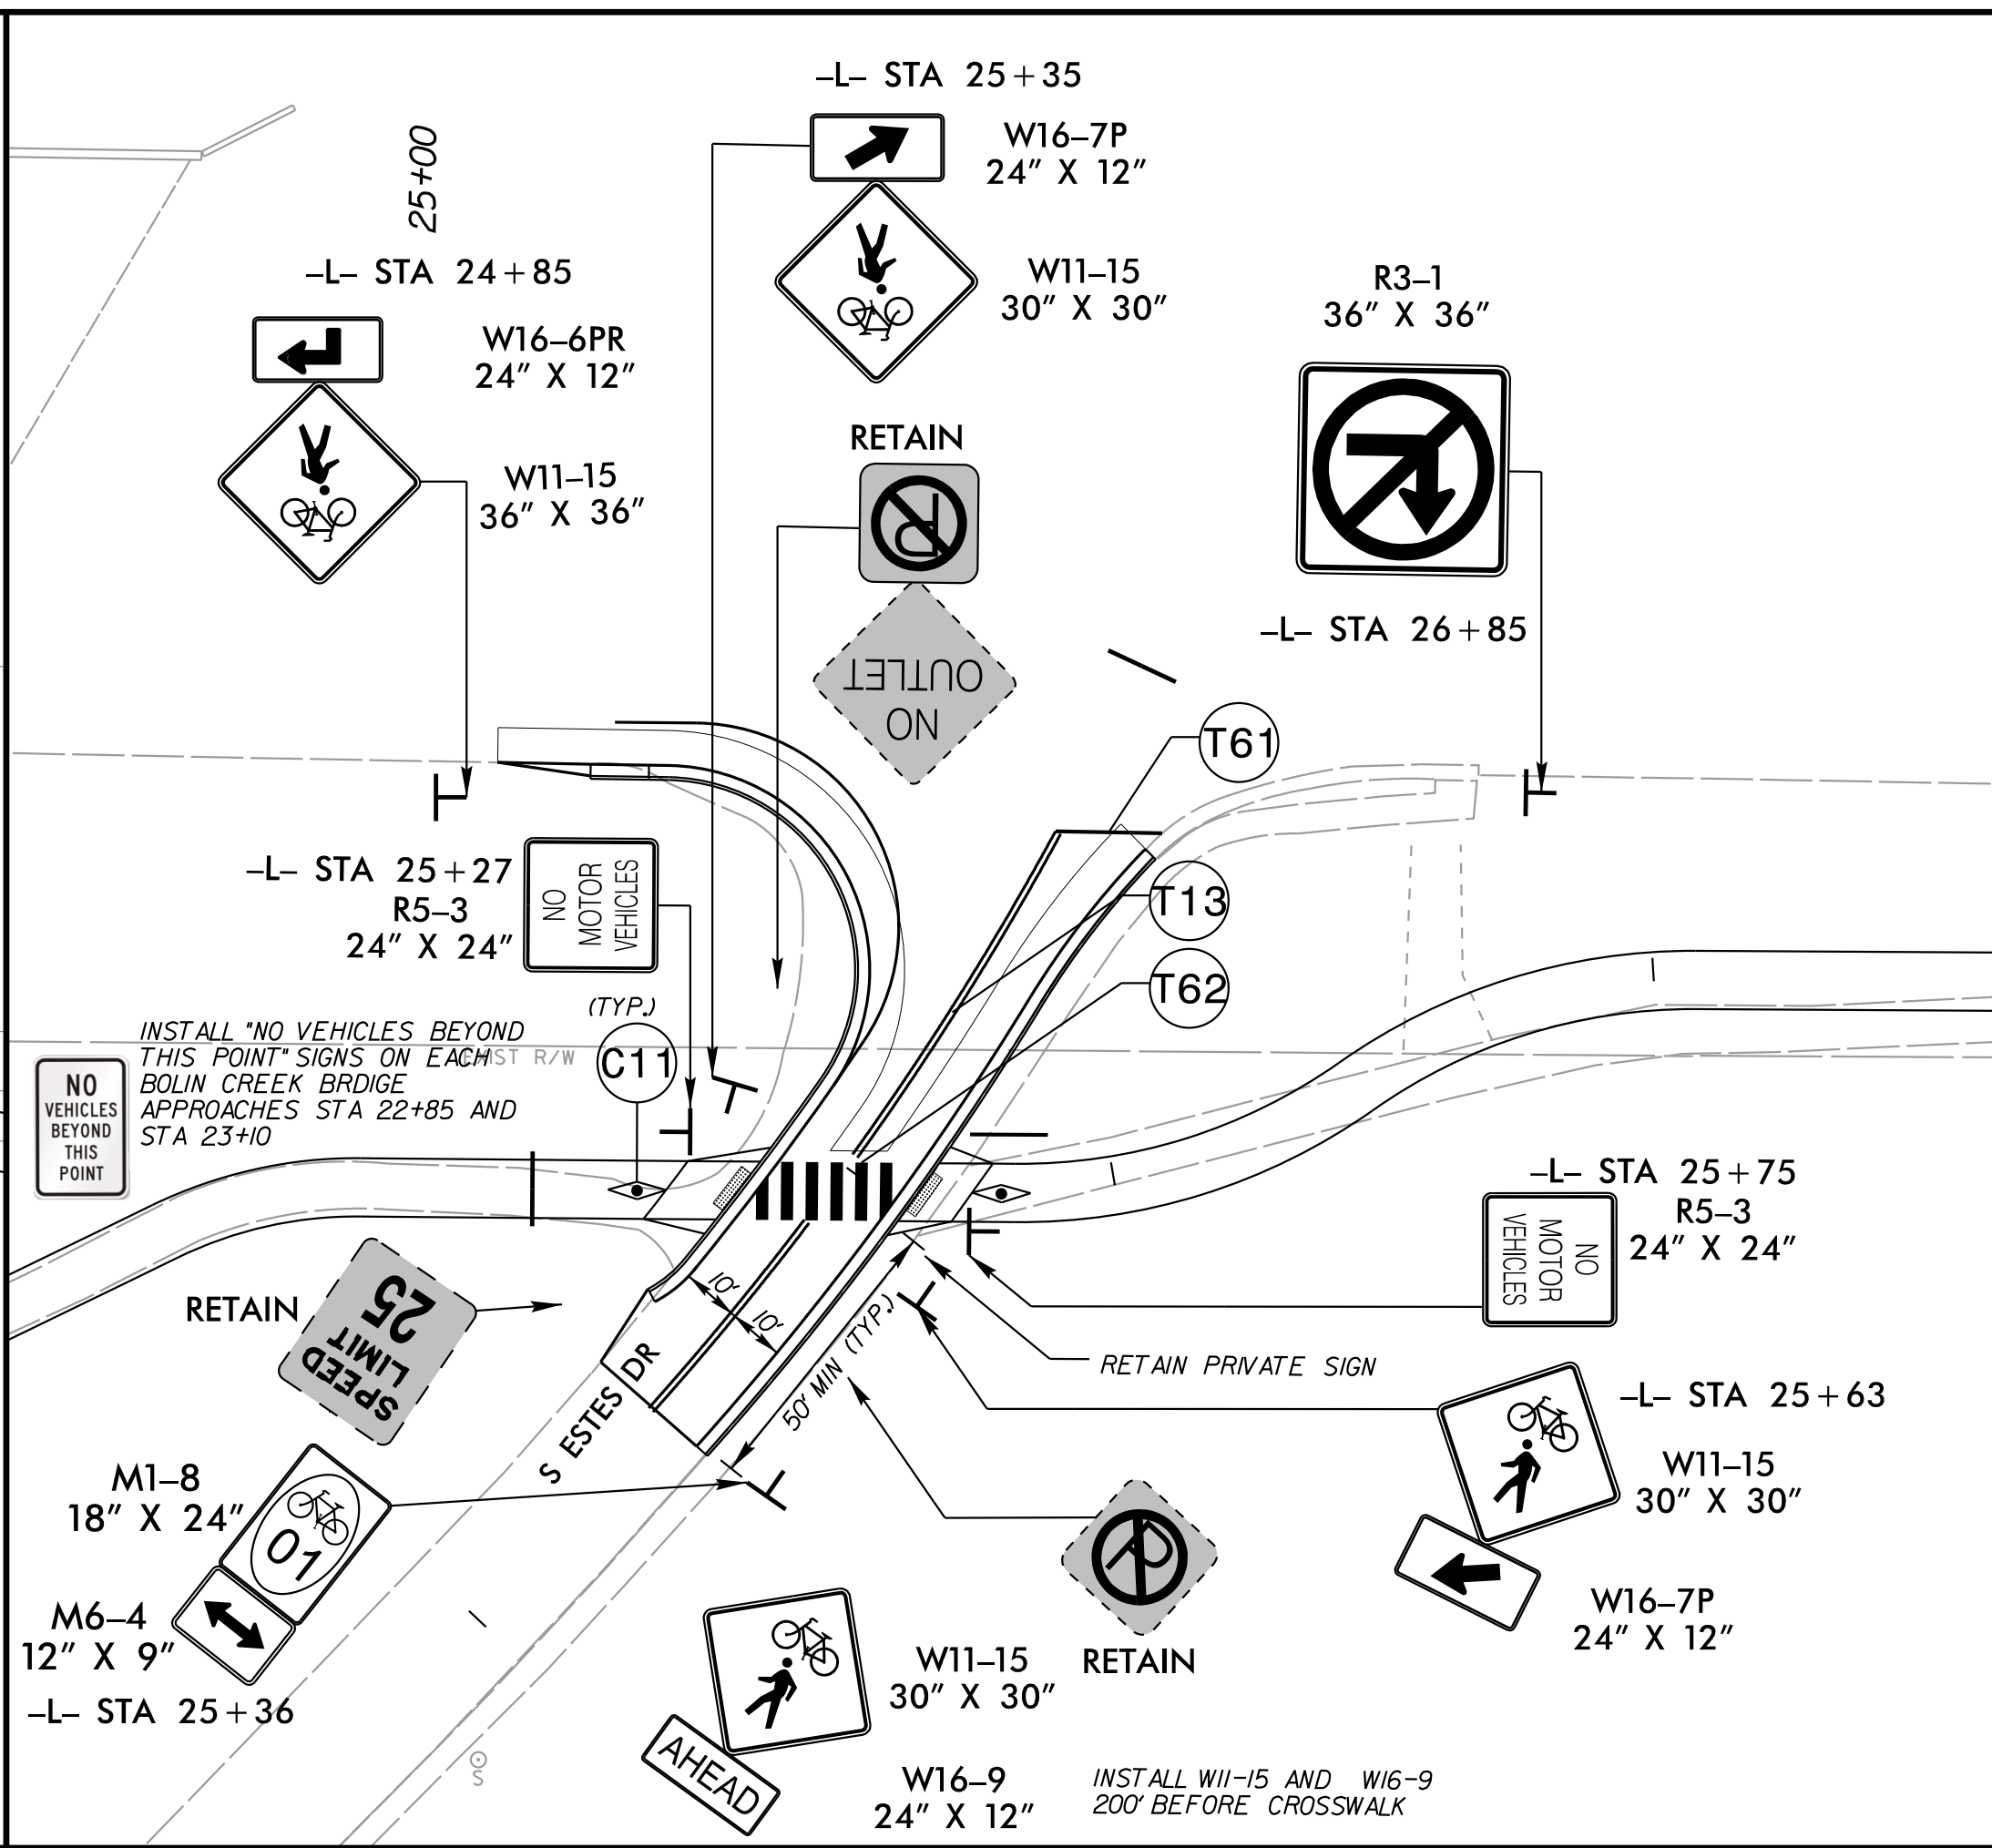 –L– STA 25+35
W16–7P
24" X 12"
25+00
–L– STA 24+85
W11–15
30" X 30"
R3–1
36" X 36"
W16–6PR
24" X 12"
RETAIN
W11–15
36" X 36"
P
NO
OUTLET
–L– STA 26+85
T61
–L– STA 25+27
R5–3
24" X 24"
NO
MOTOR
VEHICLES
T13
T62
(TYP.)
C11
INSTALL "NO VEHICLES BEYOND
THIS POINT" SIGNS ON EACH
BOLIN CREEK BRDIGE
APPROACHES STA 22+85 AND
STA 23+10
EXIST R/W
NO
VEHICLES
BEYOND
THIS
POINT
–L– STA 25+75
R5–3
24" X 24"
NO
MOTOR
VEHICLES
RETAIN
SPEED
LIMIT
25
10'
10'
50' MIN (TYP.)
S ESTES DR
RETAIN PRIVATE SIGN
–L– STA 25+63
W11–15
30" X 30"
W16–7P
24" X 12"
M1–8
18" X 24"
01
M6–4
12" X 9"
–L– STA 25+36
P
RETAIN
W11–15
30" X 30"
AHEAD
W16–9
24" X 12"
INSTALL W11-15 AND W16-9
200' BEFORE CROSSWALK
S